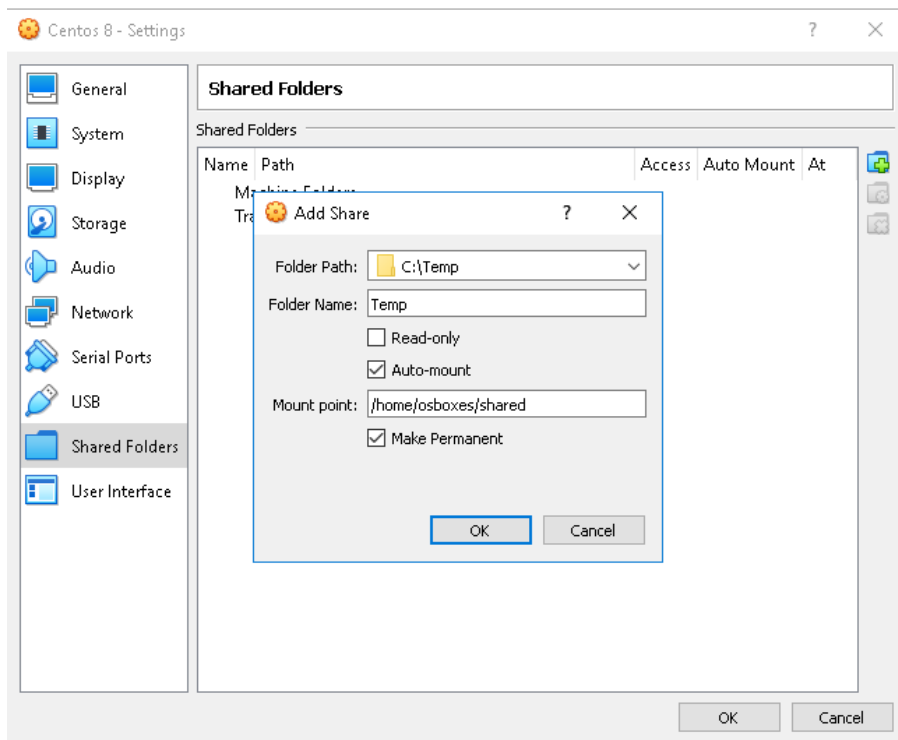 Centos 8 - Settings
?
General
System
Display
Storage
Audio
Network
Serial Ports
USB
Shared Folders
User Interface
Shared Folders
Shared Folders
Name Path Access Auto Mount At
Add Share
?
Folder Path: C:\Temp
Folder Name: Temp
Read-only
Auto-mount
Mount point: /home/osboxes/shared
Make Permanent
OK Cancel
OK Cancel